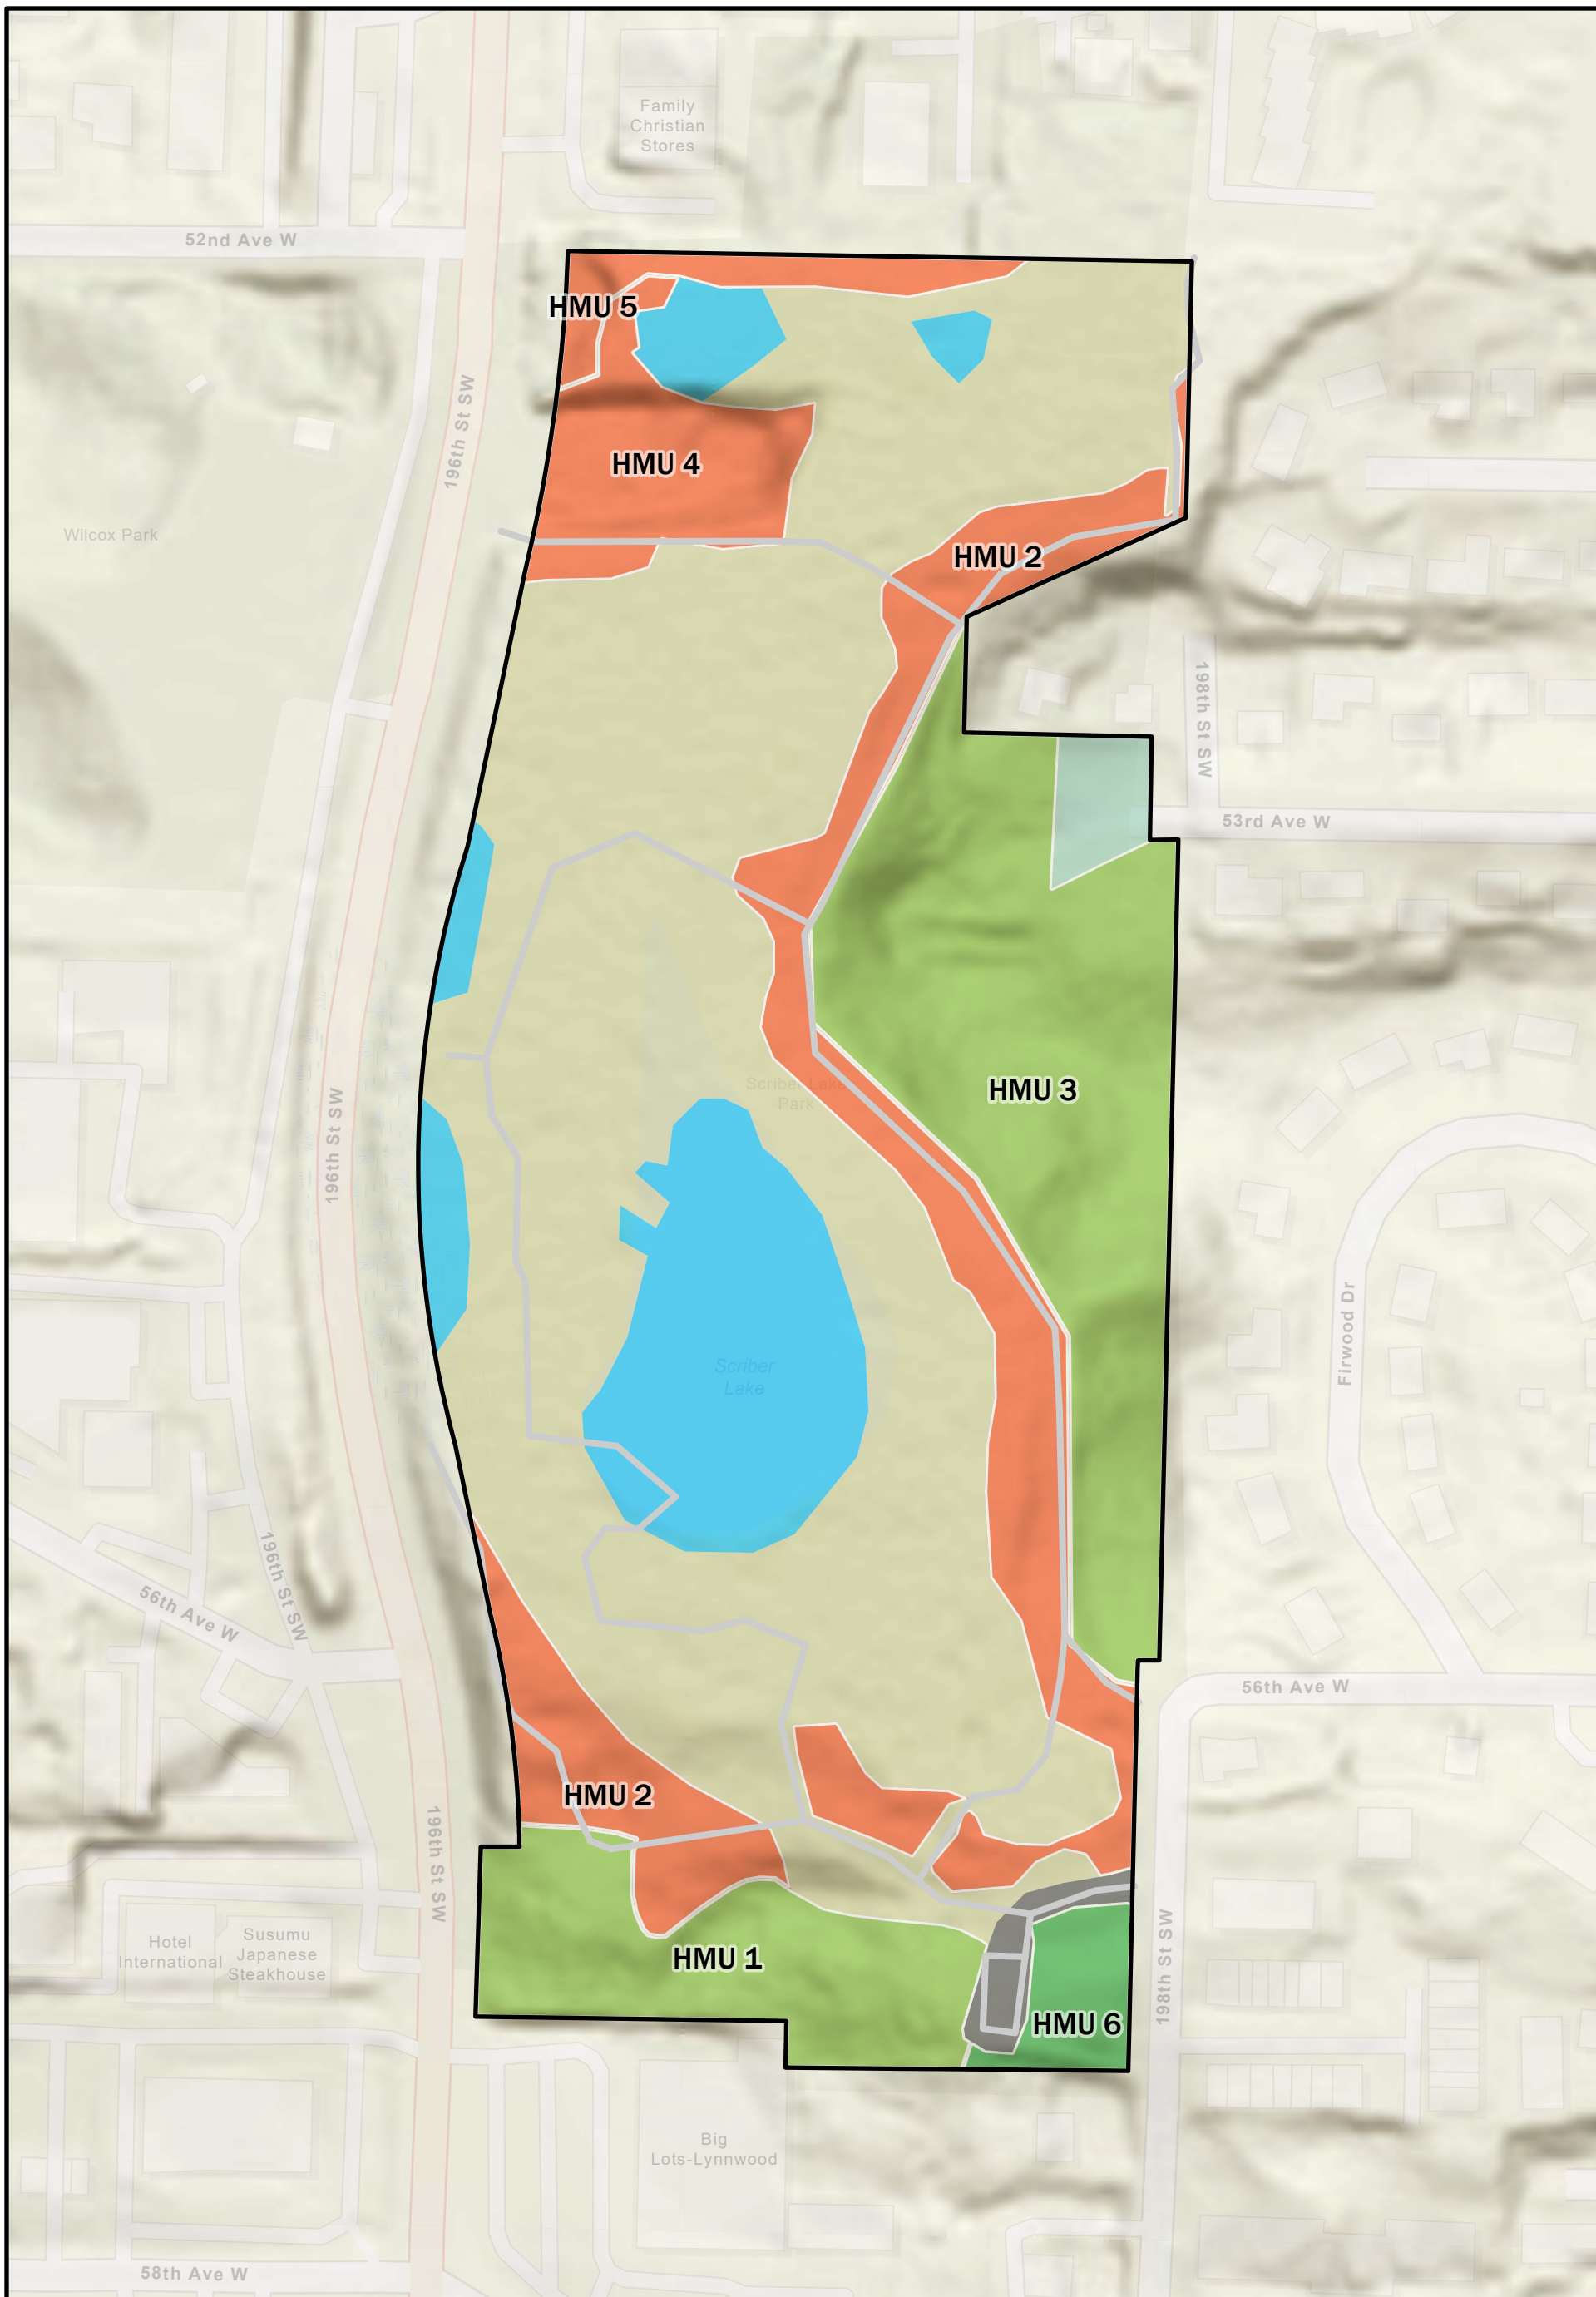 Family
Christian
Stores
52nd Ave W
HMU 5
196th St SW
HMU 4
Wilcox Park
HMU 2
198th St SW
53rd Ave W
Scriber Lake
Park
HMU 3
196th St SW
Firwood Dr
Scriber
Lake
196th St SW
56th Ave W
56th Ave W
HMU 2
196th St SW
Hotel
International
Susumu
Japanese
Steakhouse
HMU 1
198th St SW
HMU 6
Big
Lots-Lynnwood
58th Ave W